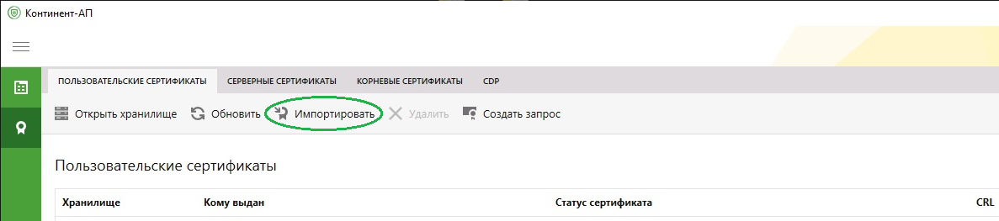 Континент-АП
ПОЛЬЗОВАТЕЛЬСКИЕ СЕРТИФИКАТЫ СЕРВЕРНЫЕ СЕРТИФИКАТЫ КОРНЕВЫЕ СЕРТИФИКАТЫ CDP
Открыть хранилище Обновить Импортировать Удалить Создать запрос
Пользовательские сертификаты
Хранилище Кому выдан Статус сертификата CRL